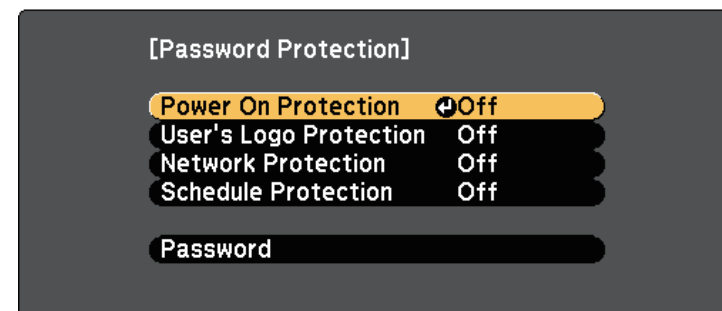 [Password Protection]
Power On Protection Off
User's Logo Protection Off
Network Protection Off
Schedule Protection Off
Password